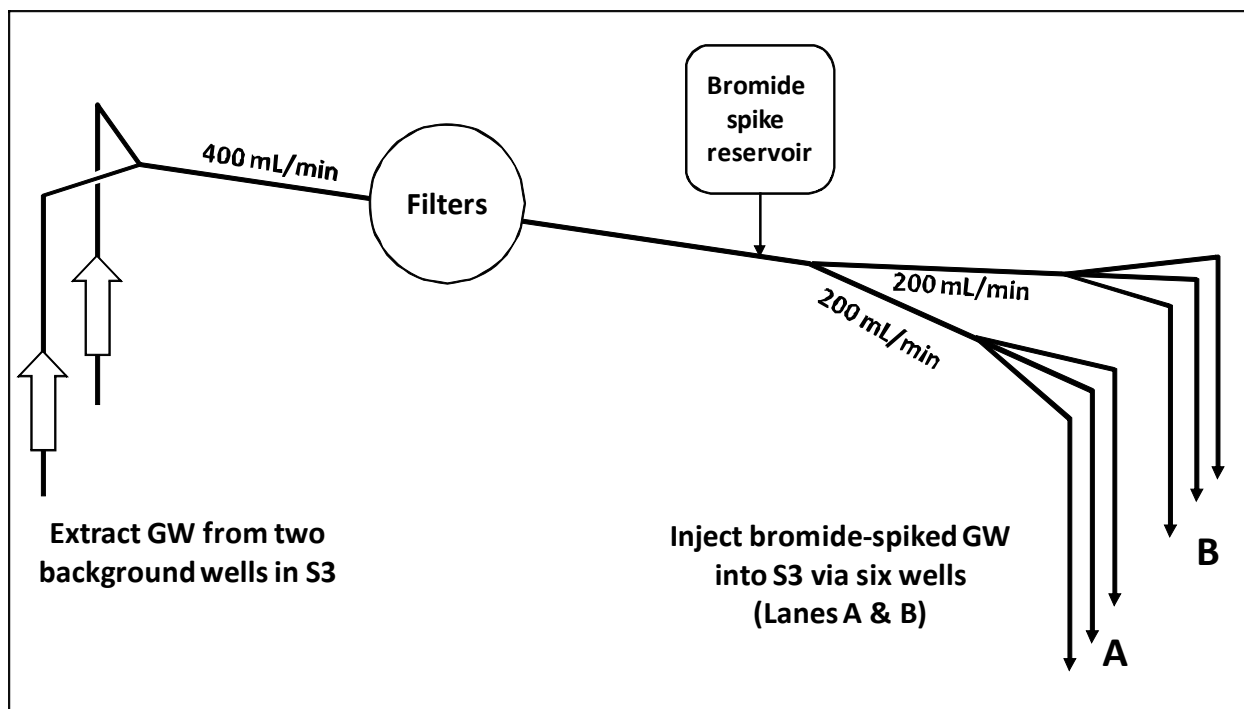 Bromide
spike
reservoir
400 mL/min
Filters
200 mL/min
200 mL/min
Extract GW from two
background wells in S3
Inject bromide-spiked GW
into S3 via six wells
(Lanes A & B)
B
A